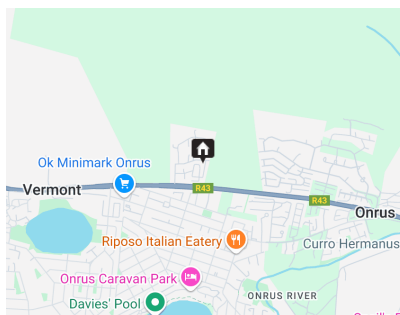 Ok Minimark Onrus
Vermont
R43
R43
Onrus
Riposo Italian Eatery
Curro Hermanus
Onrus Caravan Park
Davies' Pool
ONRUS RIVER